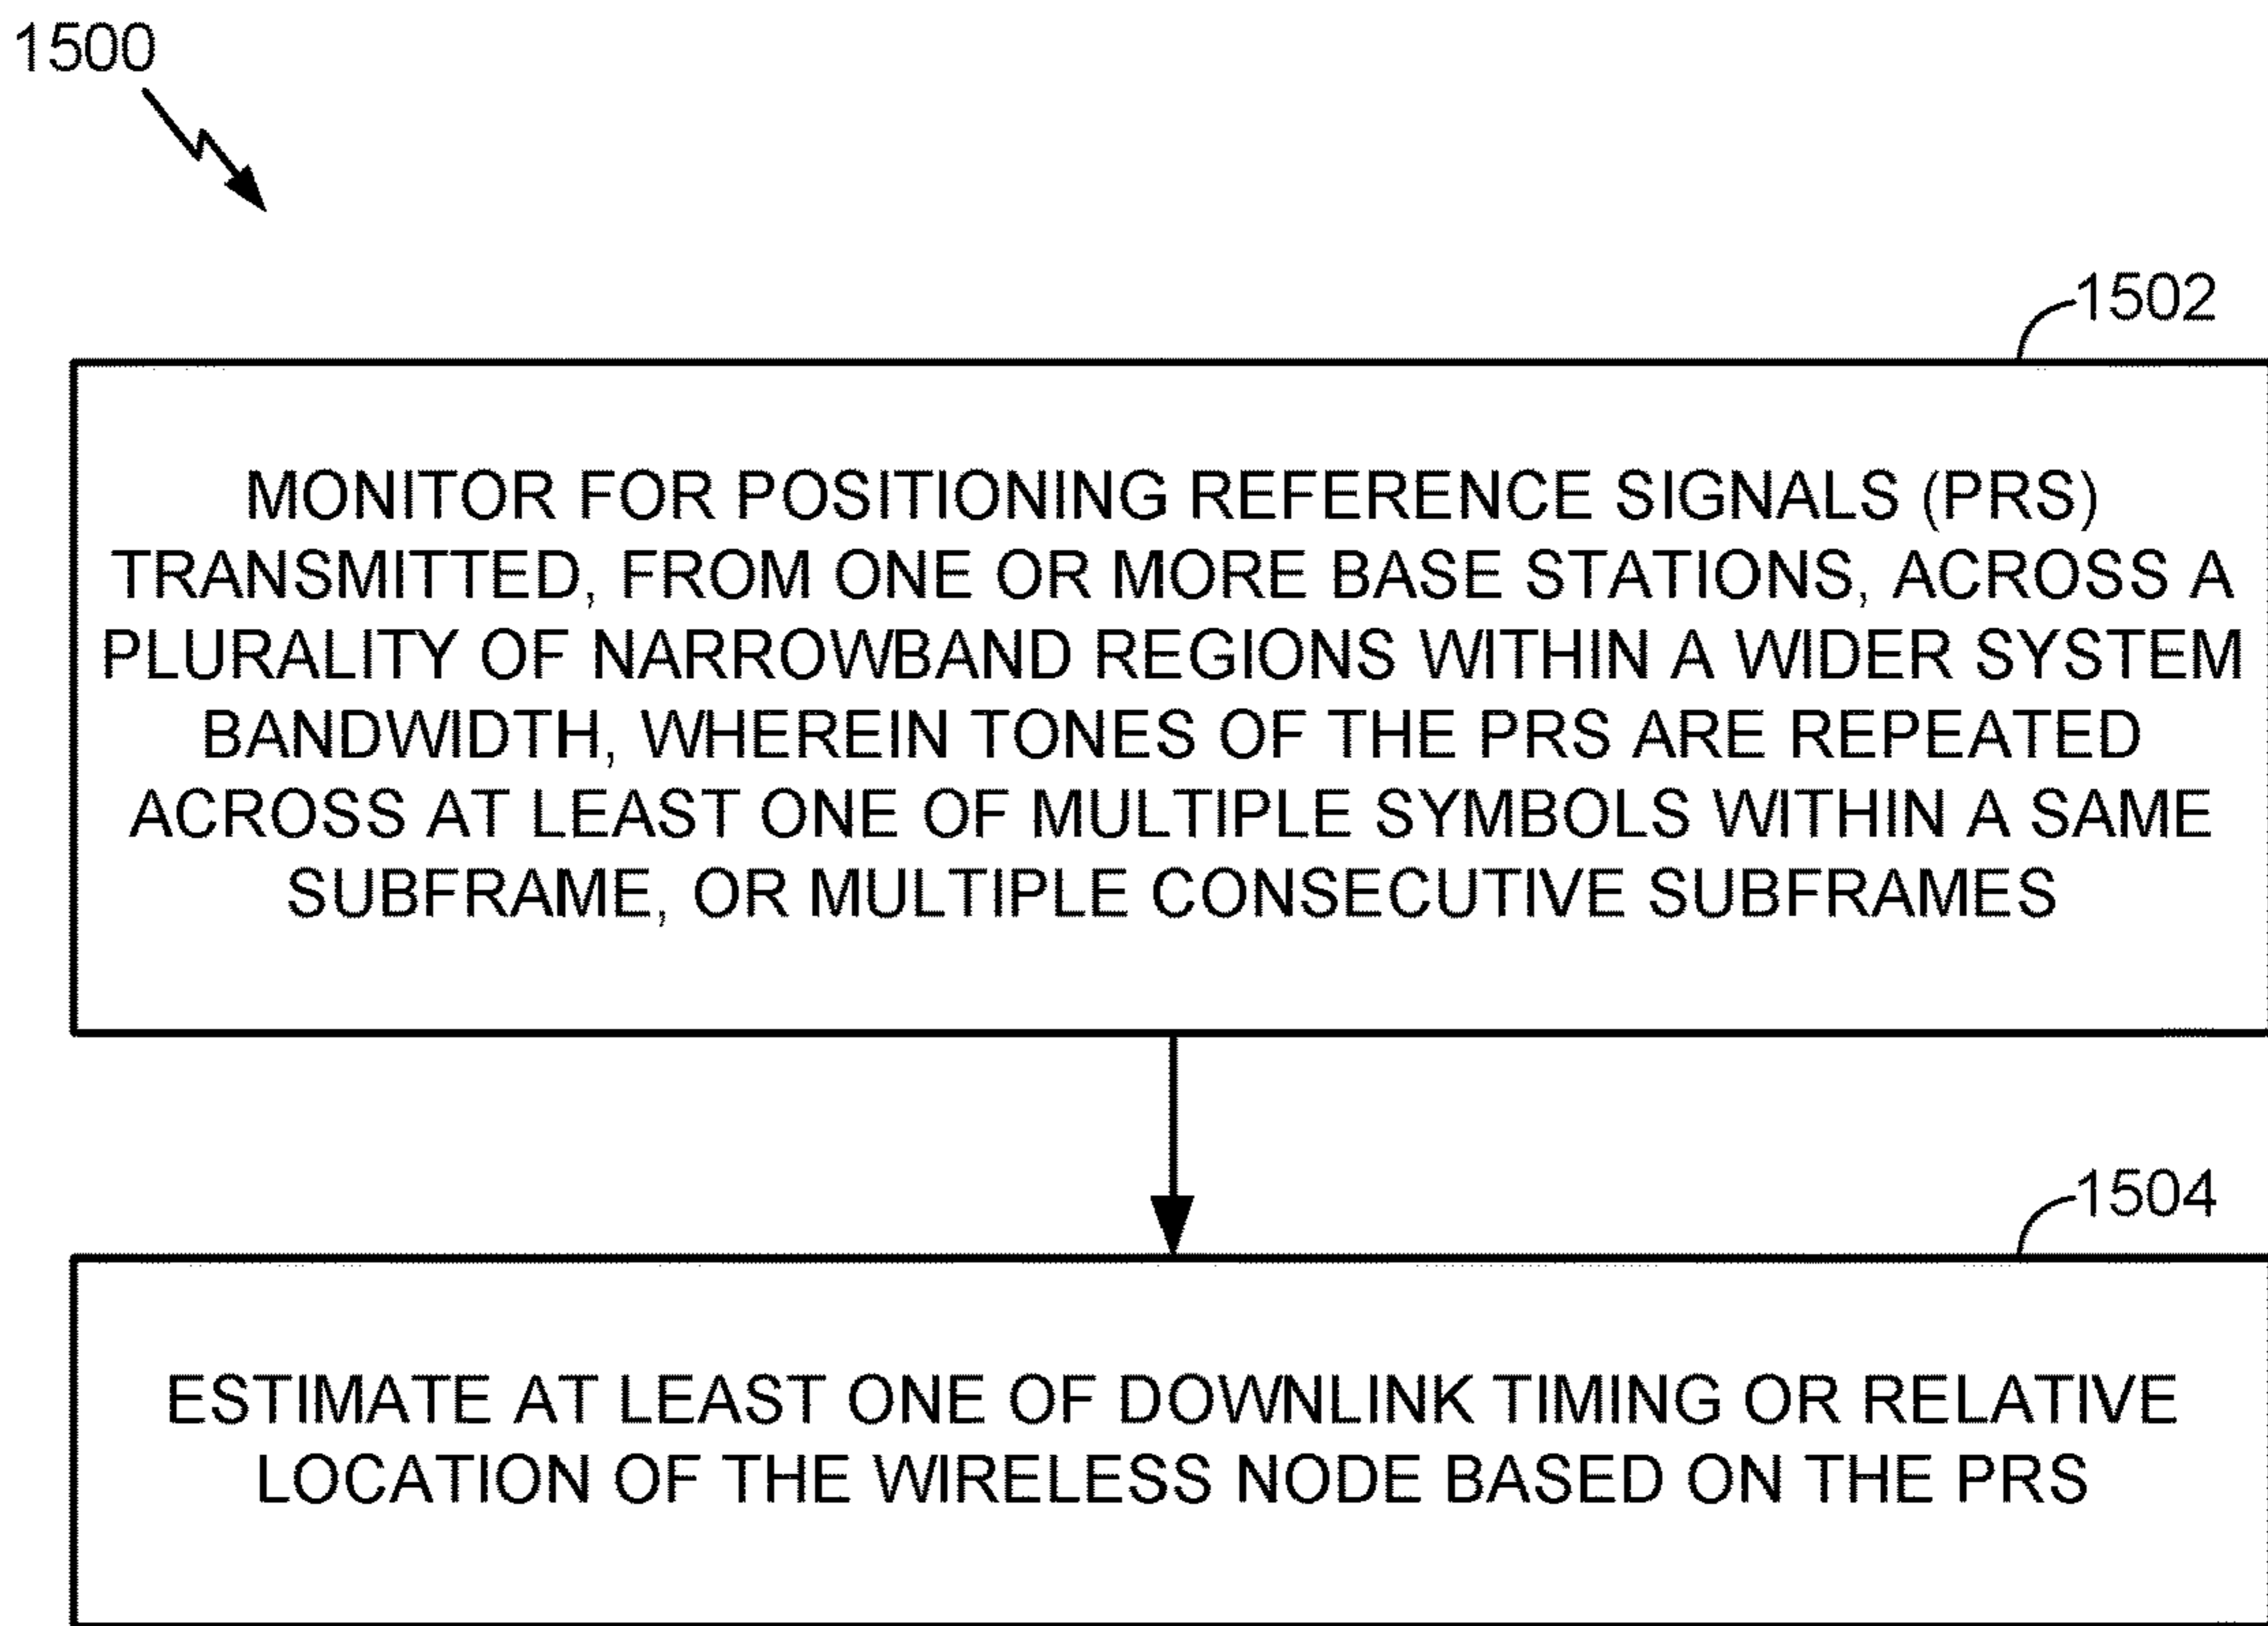 1500
1502
MONITOR FOR POSITIONING REFERENCE SIGNALS (PRS)
TRANSMITTED, FROM ONE OR MORE BASE STATIONS, ACROSS A
PLURALITY OF NARROWBAND REGIONS WITHIN A WIDER SYSTEM
BANDWIDTH, WHEREIN TONES OF THE PRS ARE REPEATED
ACROSS AT LEAST ONE OF MULTIPLE SYMBOLS WITHIN A SAME
SUBFRAME, OR MULTIPLE CONSECUTIVE SUBFRAMES
1504
ESTIMATE AT LEAST ONE OF DOWNLINK TIMING OR RELATIVE
LOCATION OF THE WIRELESS NODE BASED ON THE PRS